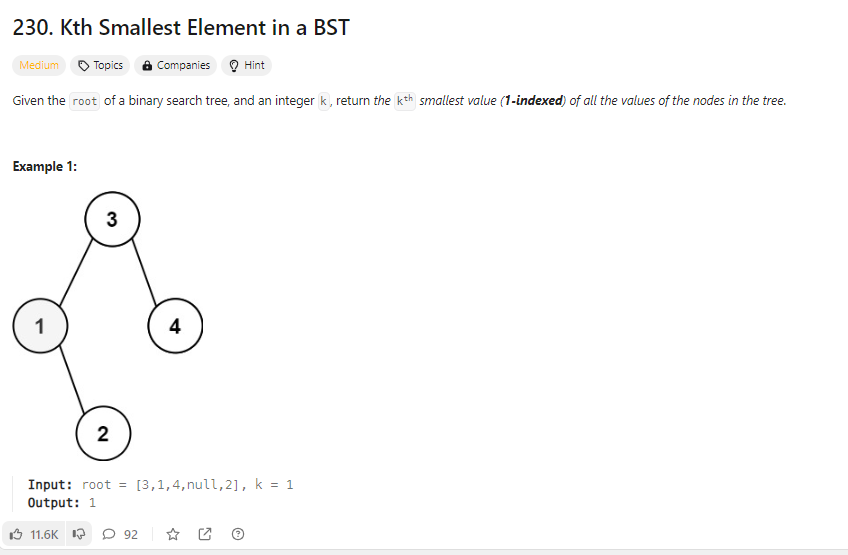 230. Kth Smallest Element in a BST
Medium Topics Companies Hint
Given the root of a binary search tree, and an integer k, return the kth smallest value (1-indexed) of all the values of the nodes in the tree.
Example 1:
3
1 4
2
Input: root = [3,1,4,null,2], k = 1
Output: 1
11.6K 92